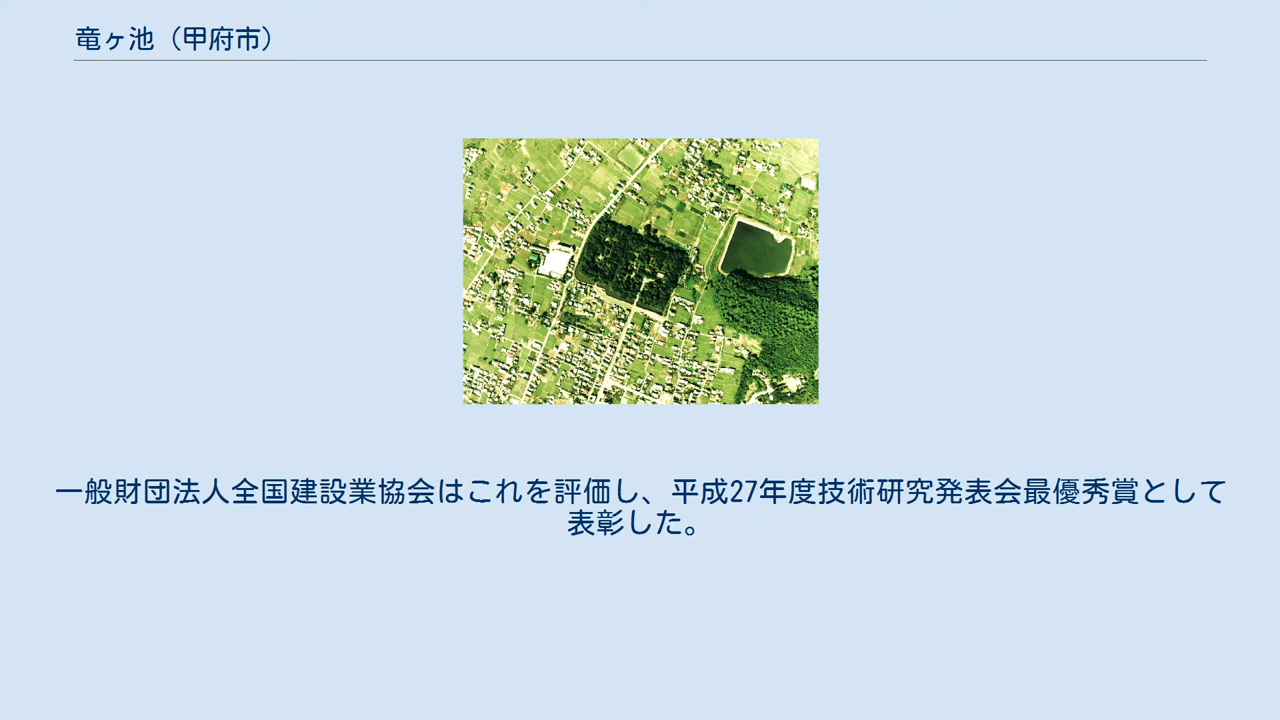 竜ヶ池（甲府市）
一般財団法人全国建設業協会はこれを評価し、平成27年度技術研究発表会最優秀賞として
表彰した。